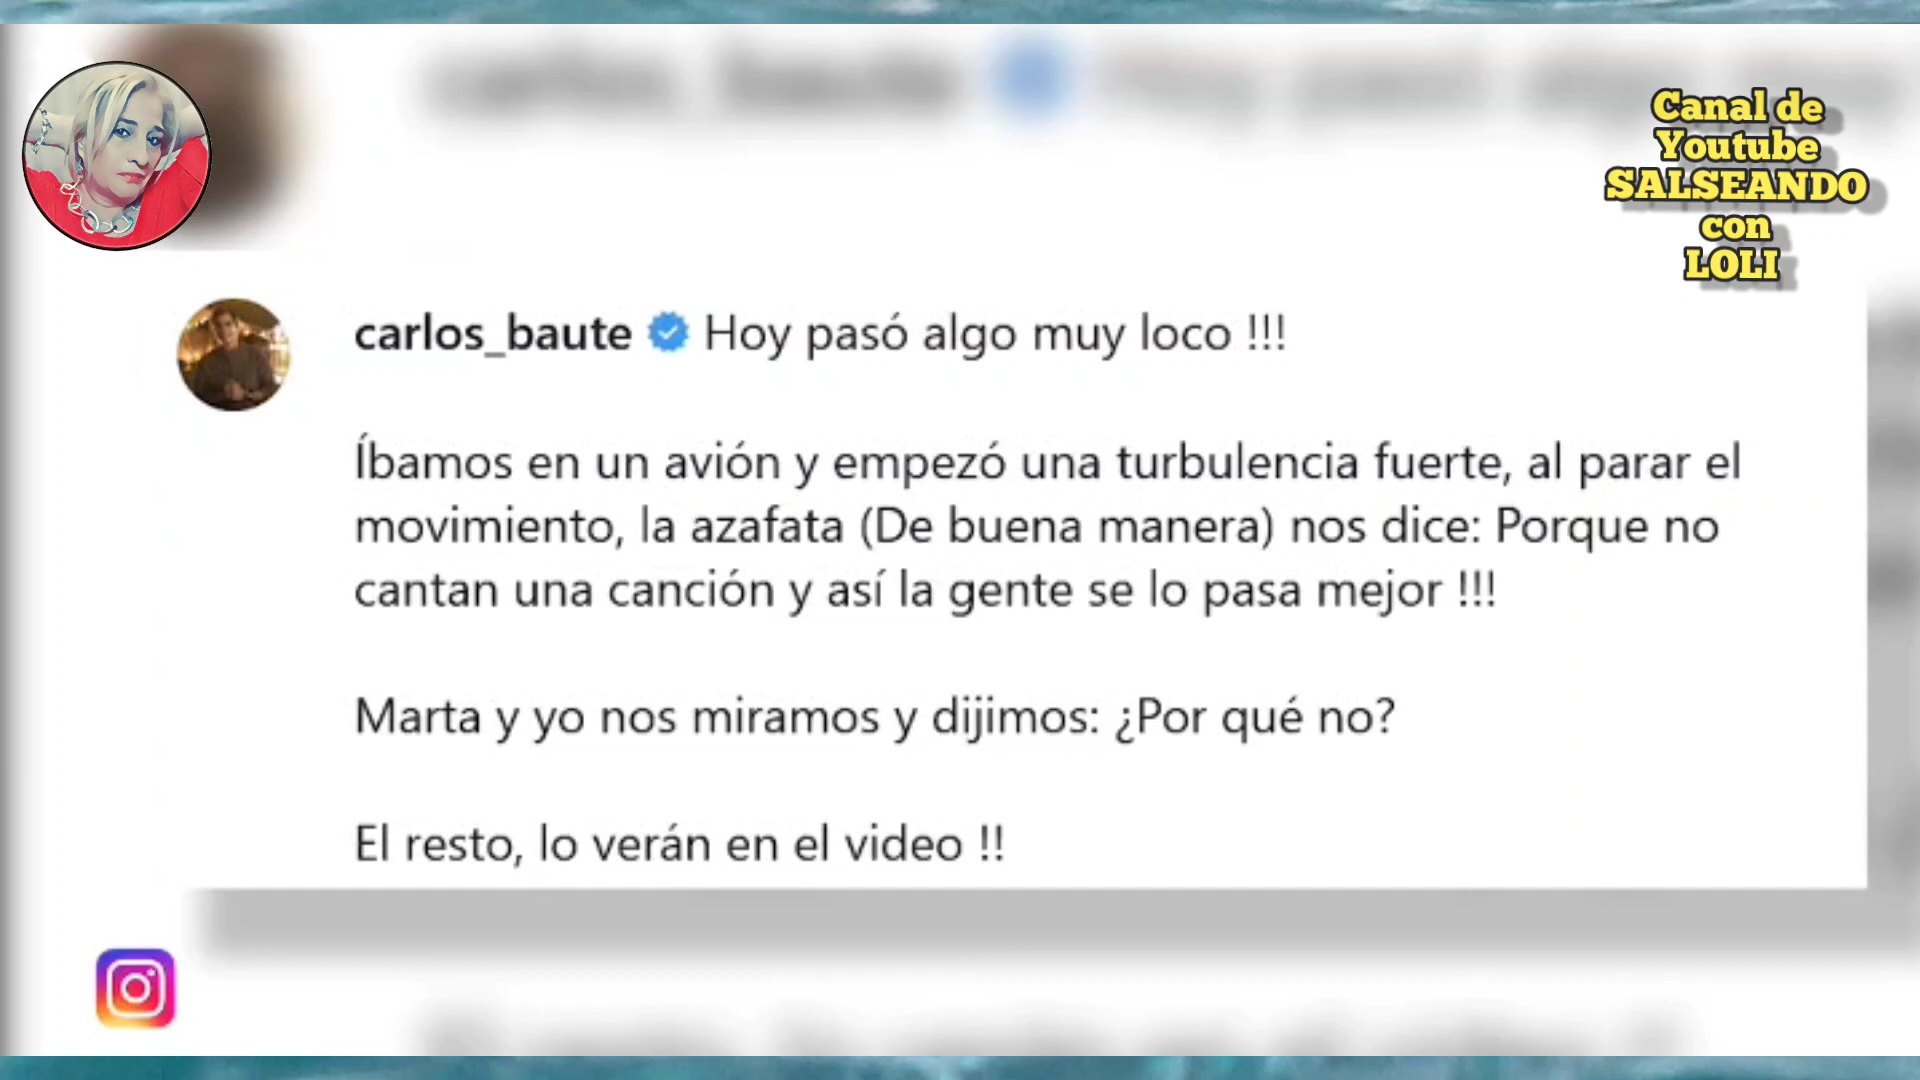 Canal de
Youtube
SALSEANDO
con
LOLI
carlos_baute Hoy pasó algo muy loco !!!
Íbamos en un avión y empezó una turbulencia fuerte, al parar el
movimiento, la azafata (De buena manera) nos dice: Porque no
cantan una canción y así la gente se lo pasa mejor !!!
Marta y yo nos miramos y dijimos: ¿Por qué no?
El resto, lo verán en el video !!